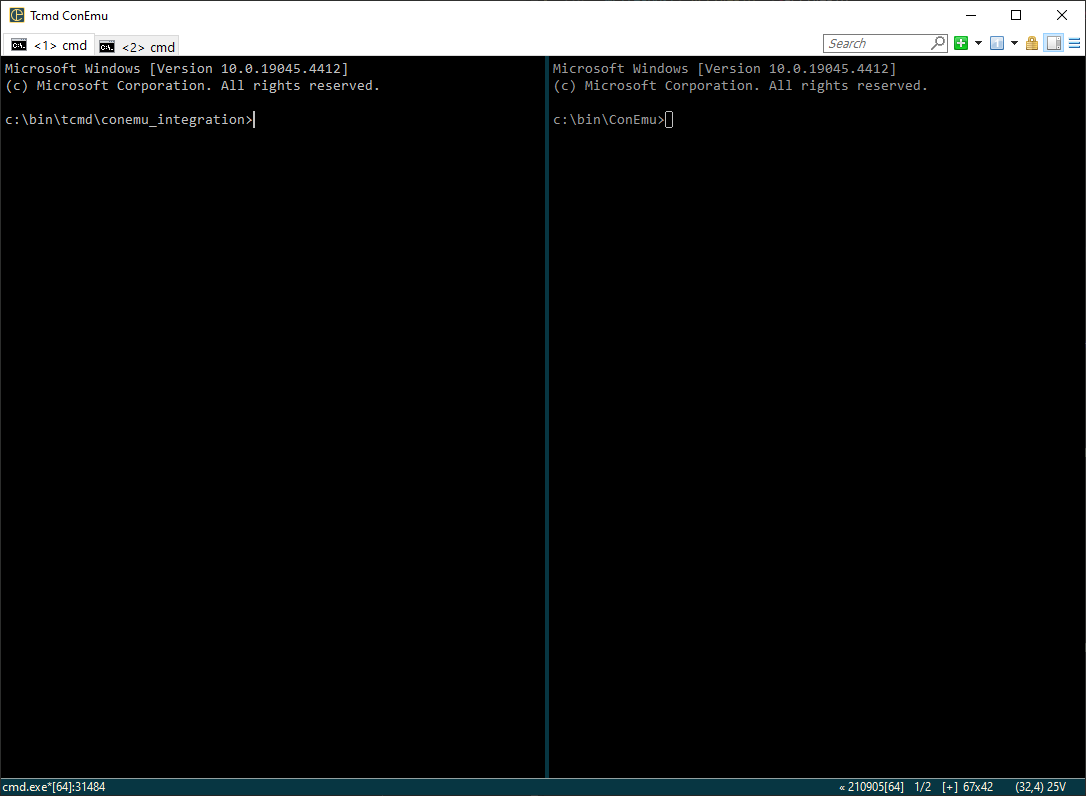 Tcmd ConEmu
<1> cmd
<2> cmd
Search
Microsoft Windows [Version 10.0.19045.4412]
(c) Microsoft Corporation. All rights reserved.
c:\bin\tcmd\conemu_integration>
Microsoft Windows [Version 10.0.19045.4412]
(c) Microsoft Corporation. All rights reserved.
c:\bin\ConEmu>
cmd.exe*[64]:31484
« 210905[64] 1/2 [+] 67x42 (32,4) 25V